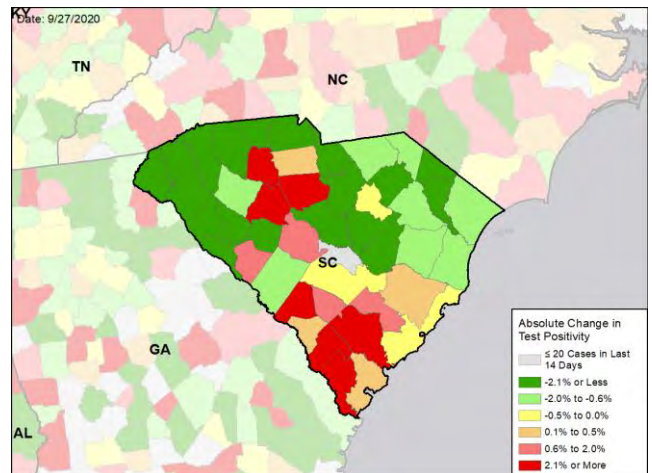 KY
Date: 9/27/2020
TN
NC
SC
GA
AL
Absolute Change in
Test Positivity
≤ 20 Cases in Last
14 Days
-2.1% or Less
-2.0% to -0.6%
-0.5% to 0.0%
0.1% to 0.5%
0.6% to 2.0%
2.1% or More